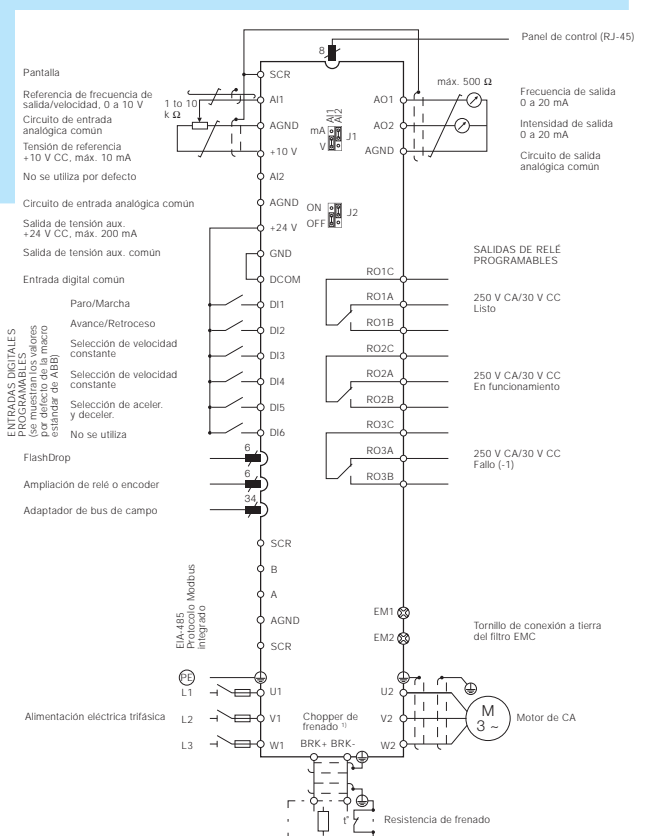 Panel de control (RJ-45)
8
Pantalla
SCR
Referencia de frecuencia de
salida/velocidad, 0 a 10 V
1 to 10
k Ω
AI1
Circuito de entrada
analógica común
AGND
Tensión de referencia
+10 V CC, máx. 10 mA
+10 V
No se utiliza por defecto
AI2
Circuito de entrada analógica común
AGND
Salida de tensión aux.
+24 V CC, máx. 200 mA
+24 V
Salida de tensión aux. común
GND
Entrada digital común
DCOM
AI1
AI2
mA
V
J1
ON
OFF
J2
máx. 500 Ω
AO1
Frecuencia de salida
0 a 20 mA
AO2
Intensidad de salida
0 a 20 mA
AGND
Circuito de salida
analógica común
ENTRADAS DIGITALES
PROGRAMABLES
(se muestran los valores
por defecto de la macro
estándar de ABB)
Paro/Marcha
DI1
Avance/Retroceso
DI2
Selección de velocidad
constante
DI3
Selección de velocidad
constante
DI4
Selección de aceler.
y deceler.
DI5
No se utiliza
DI6
SALIDAS DE RELÉ
PROGRAMABLES
RO1C
RO1A
RO1B
250 V CA/30 V CC
Listo
RO2C
RO2A
RO2B
250 V CA/30 V CC
En funcionamiento
RO3C
RO3A
RO3B
250 V CA/30 V CC
Fallo (-1)
FlashDrop
6
Ampliación de relé o encoder
6
Adaptador de bus de campo
34
EIA-485
Protocolo Modbus
integrado
SCR
B
A
AGND
SCR
EM1
EM2
Tornillo de conexión a tierra
del filtro EMC
PE
Alimentación eléctrica trifásica
L1
U1
L2
V1
L3
W1
Chopper de
frenado 1)
BRK+ BRK-
U2
V2
W2
M
3 ~
Motor de CA
t°
Resistencia de frenado